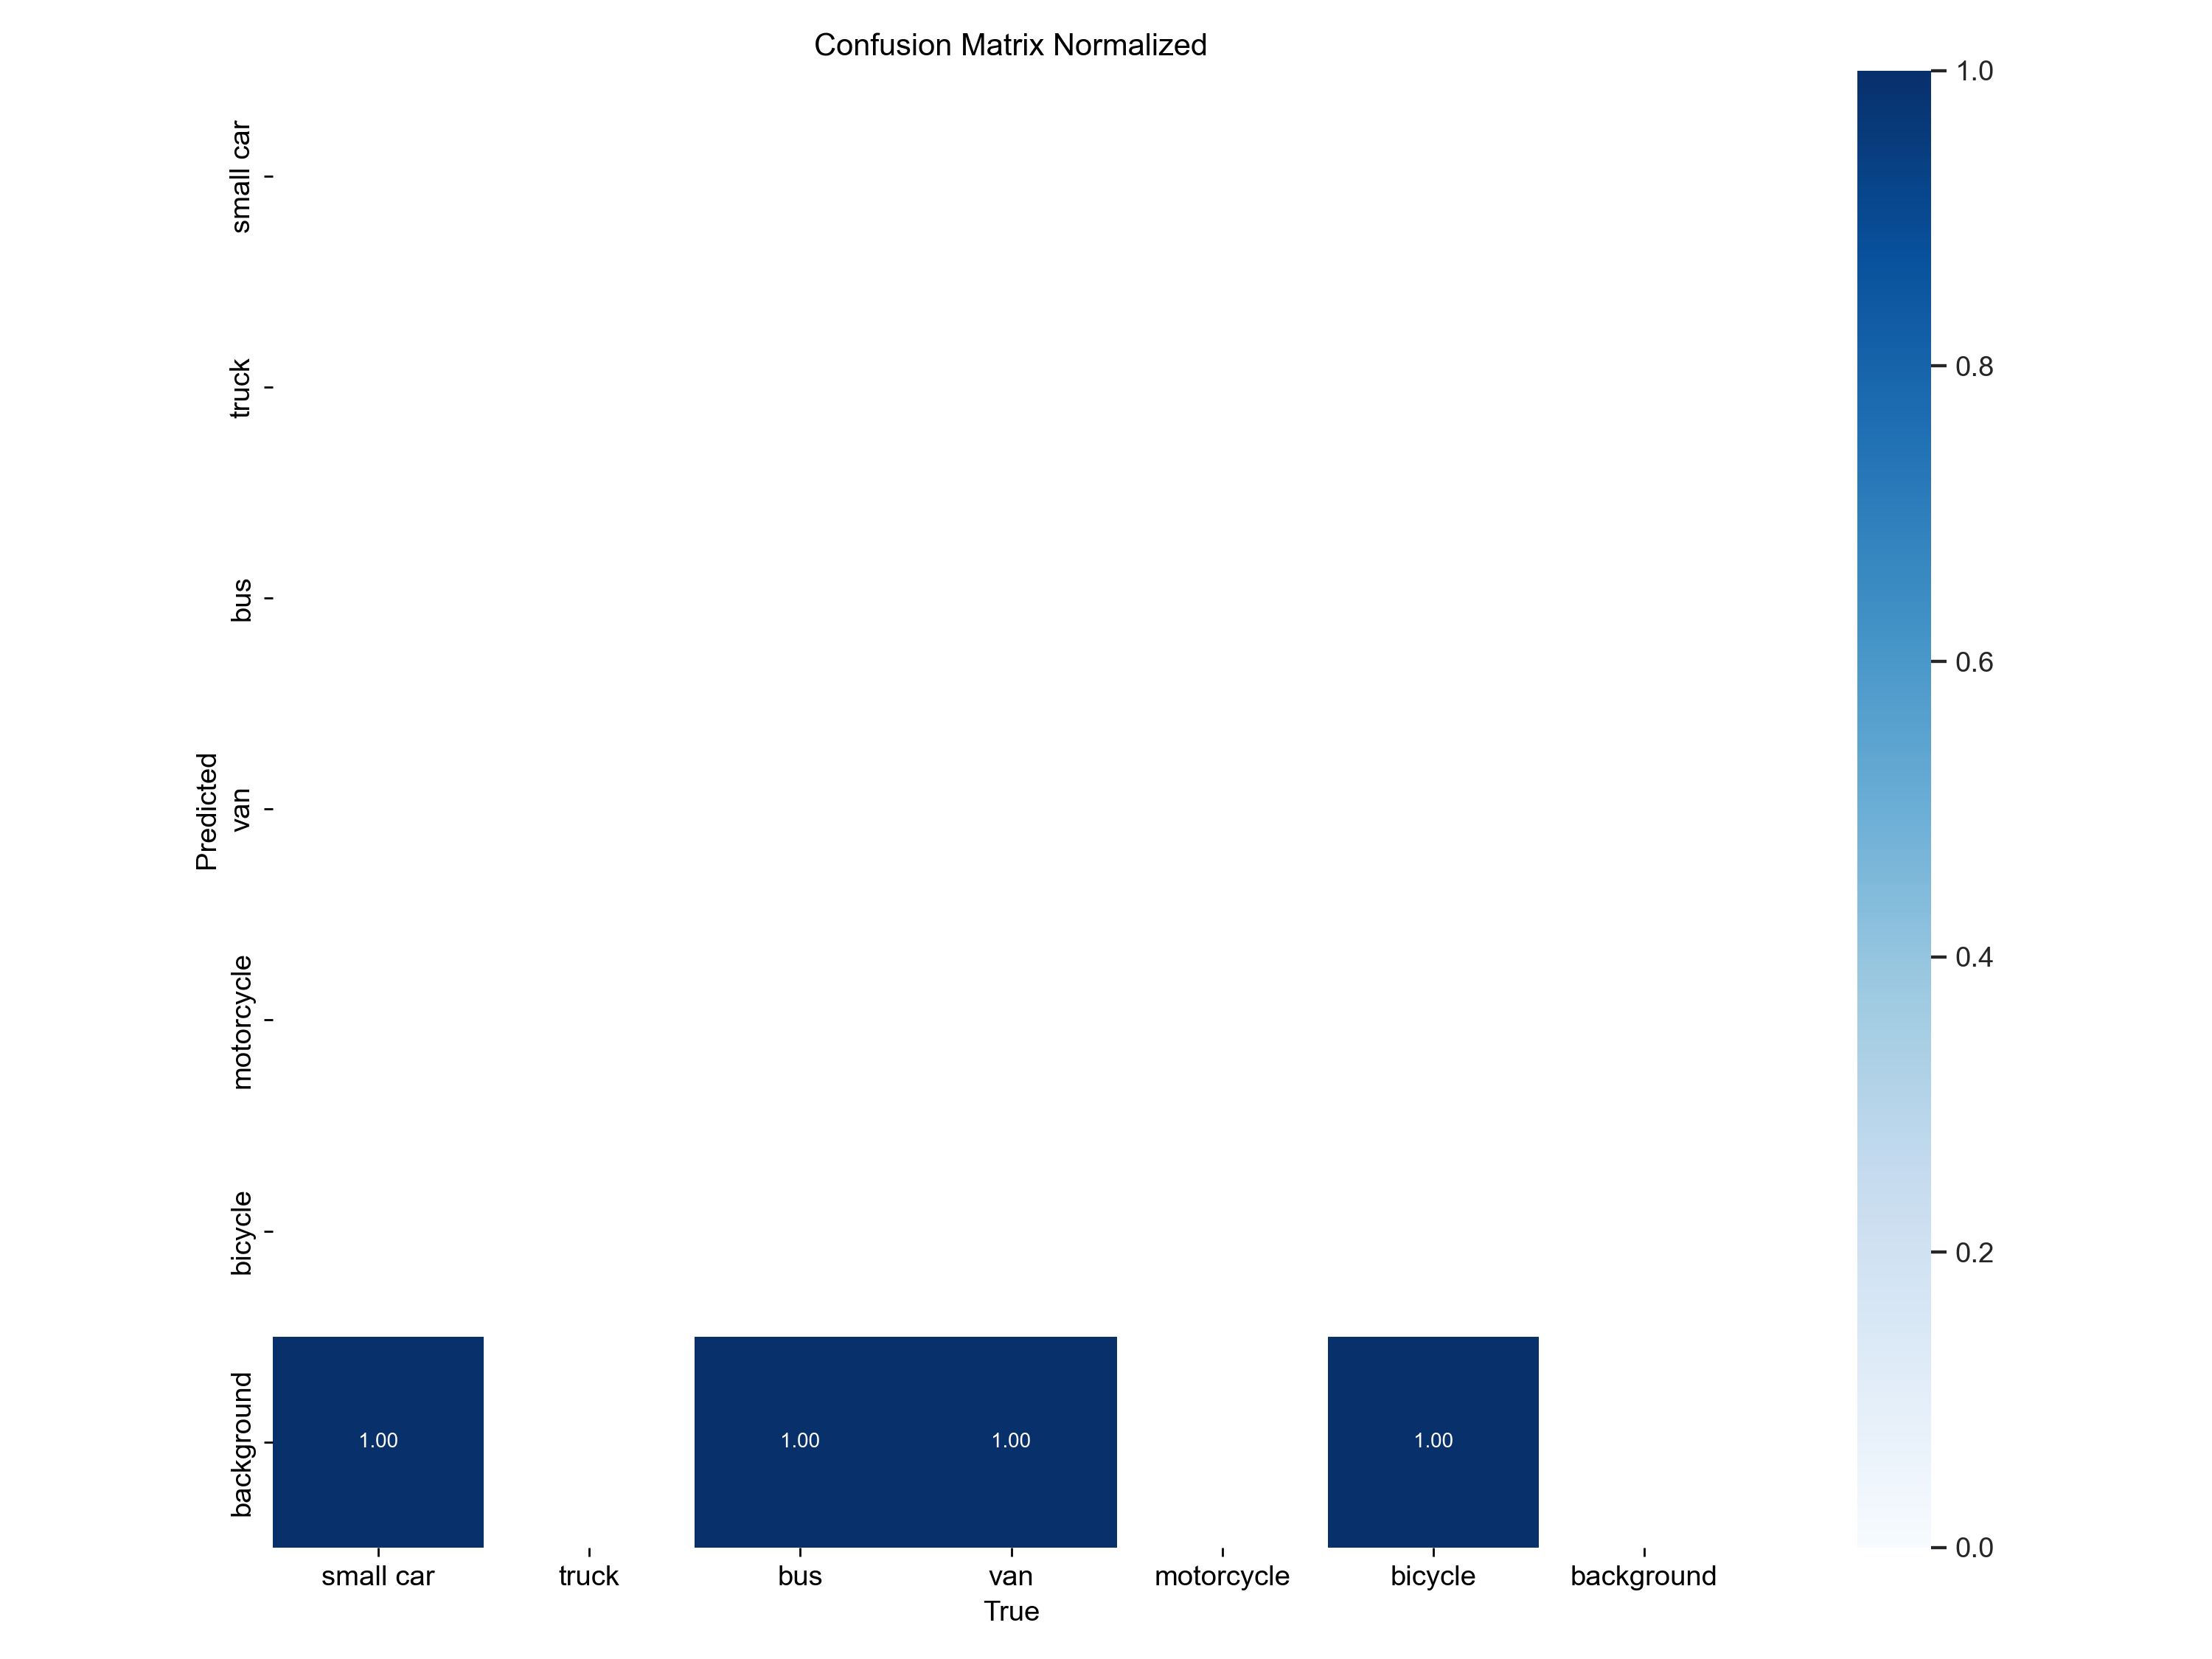 Confusion Matrix Normalized
small car
truck
bus
van
motorcycle
bicycle
background
Predicted
1.00
1.00
1.00
1.00
small car
truck
bus
van
motorcycle
bicycle
background
True
1.0
0.8
0.6
0.4
0.2
0.0